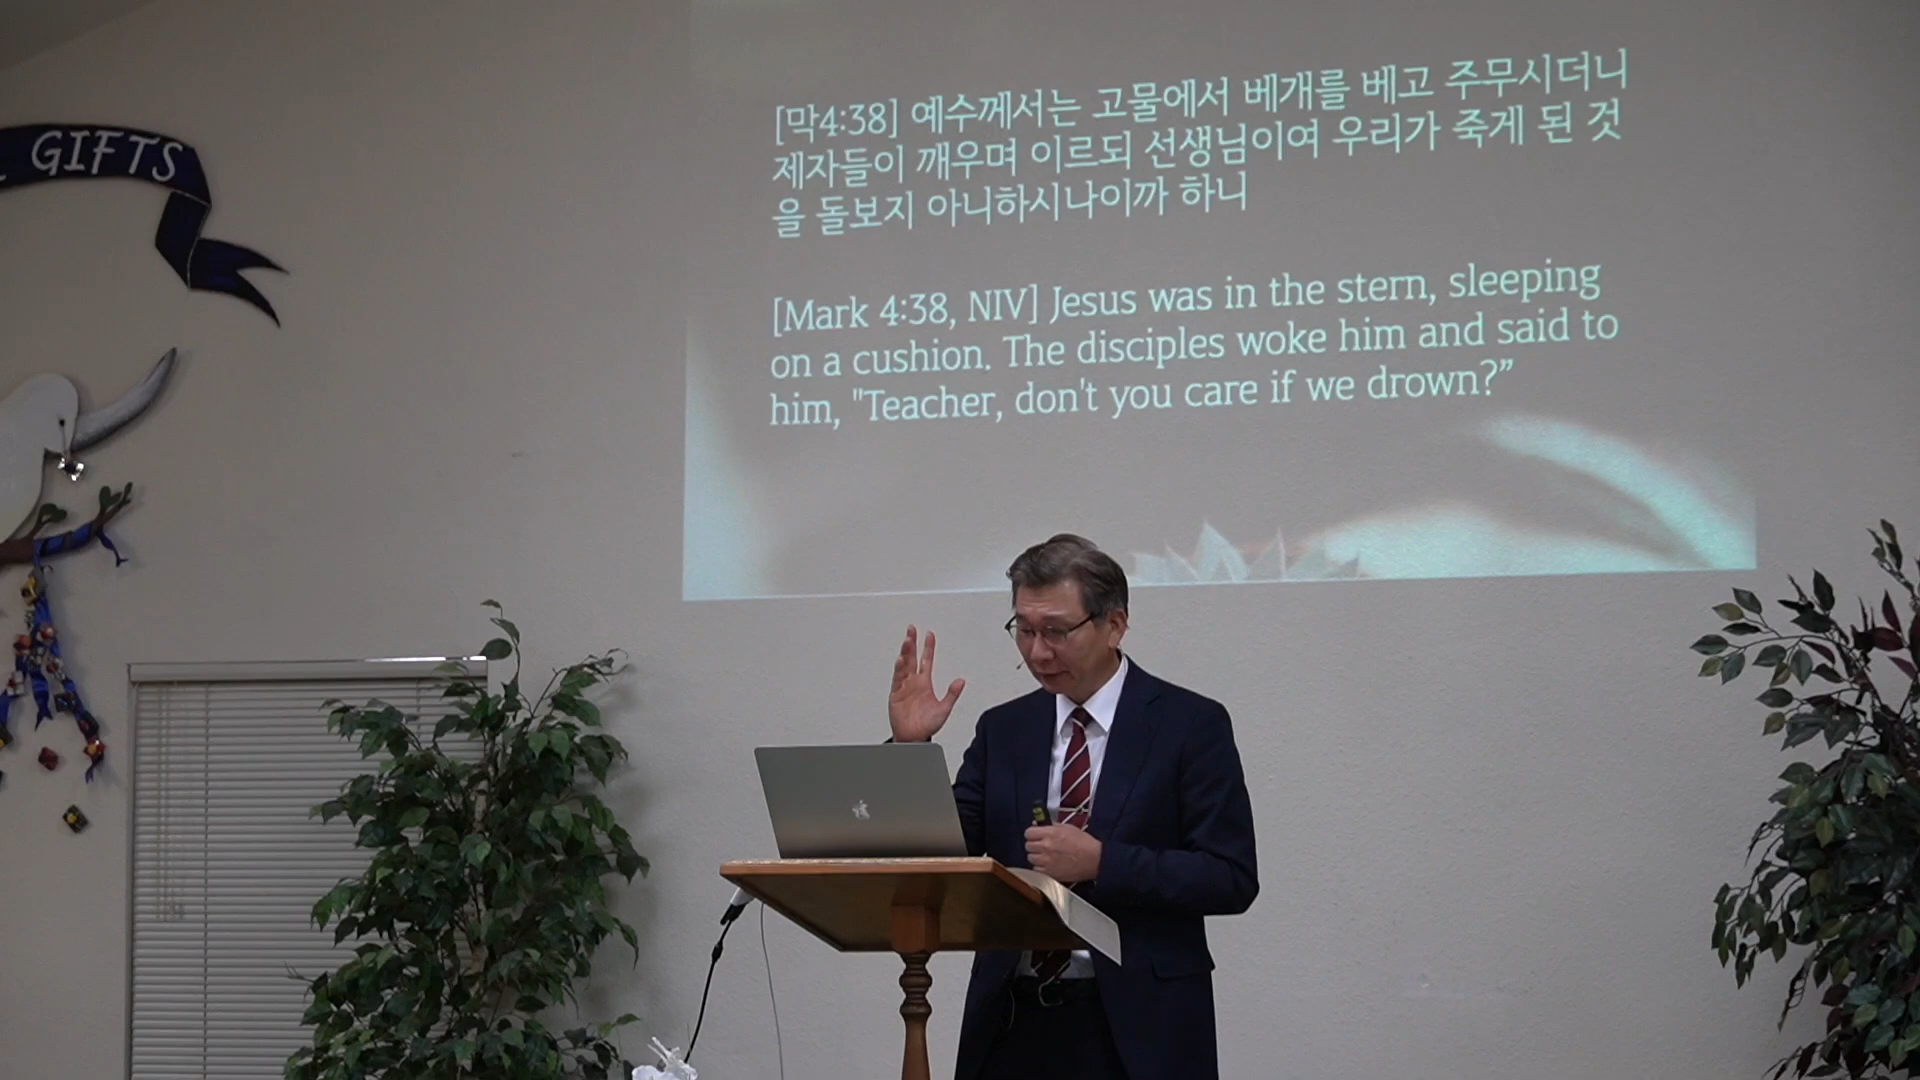 GIFTS
[막4:38] 예수께서는 고물에서 베개를 베고 주무시더니
제자들이 깨우며 이르되 선생님이여 우리가 죽게 된 것
을 돌보지 아니하시나이까 하니
[Mark 4:38, NIV] Jesus was in the stern, sleeping
on a cushion. The disciples woke him and said to
him, "Teacher, don't you care if we drown?”